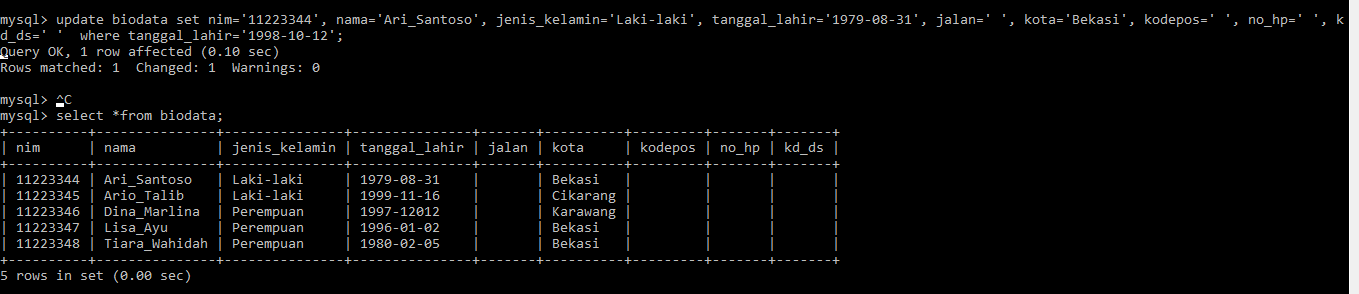 mysql> update biodata set nim='11223344', nama='Ari_Santoso', jenis_kelamin='Laki-laki', tanggal_lahir='1979-08-31', jalan=' ', kota='Bekasi', kodepos=' ', no_hp=' ', k
d_ds=' '  where tanggal_lahir='1998-10-12';
Query OK, 1 row affected (0.10 sec)
Rows matched: 1  Changed: 1  Warnings: 0

mysql> ^C
mysql> select *from biodata;
+----------+---------------+---------------+---------------+-------+----------+---------+-------+-------+
| nim      | nama          | jenis_kelamin | tanggal_lahir | jalan | kota     | kodepos | no_hp | kd_ds |
+----------+---------------+---------------+---------------+-------+----------+---------+-------+-------+
| 11223344 | Ari_Santoso   | Laki-laki     | 1979-08-31    |       | Bekasi   |         |       |       |
| 11223345 | Ario_Talib    | Laki-laki     | 1999-11-16    |       | Cikarang |         |       |       |
| 11223346 | Dina_Marlina  | Perempuan     | 1997-12012    |       | Karawang |         |       |       |
| 11223347 | Lisa_Ayu      | Perempuan     | 1996-01-02    |       | Bekasi   |         |       |       |
| 11223348 | Tiara_Wahidah | Perempuan     | 1980-02-05    |       | Bekasi   |         |       |       |
+----------+---------------+---------------+---------------+-------+----------+---------+-------+-------+
5 rows in set (0.00 sec)